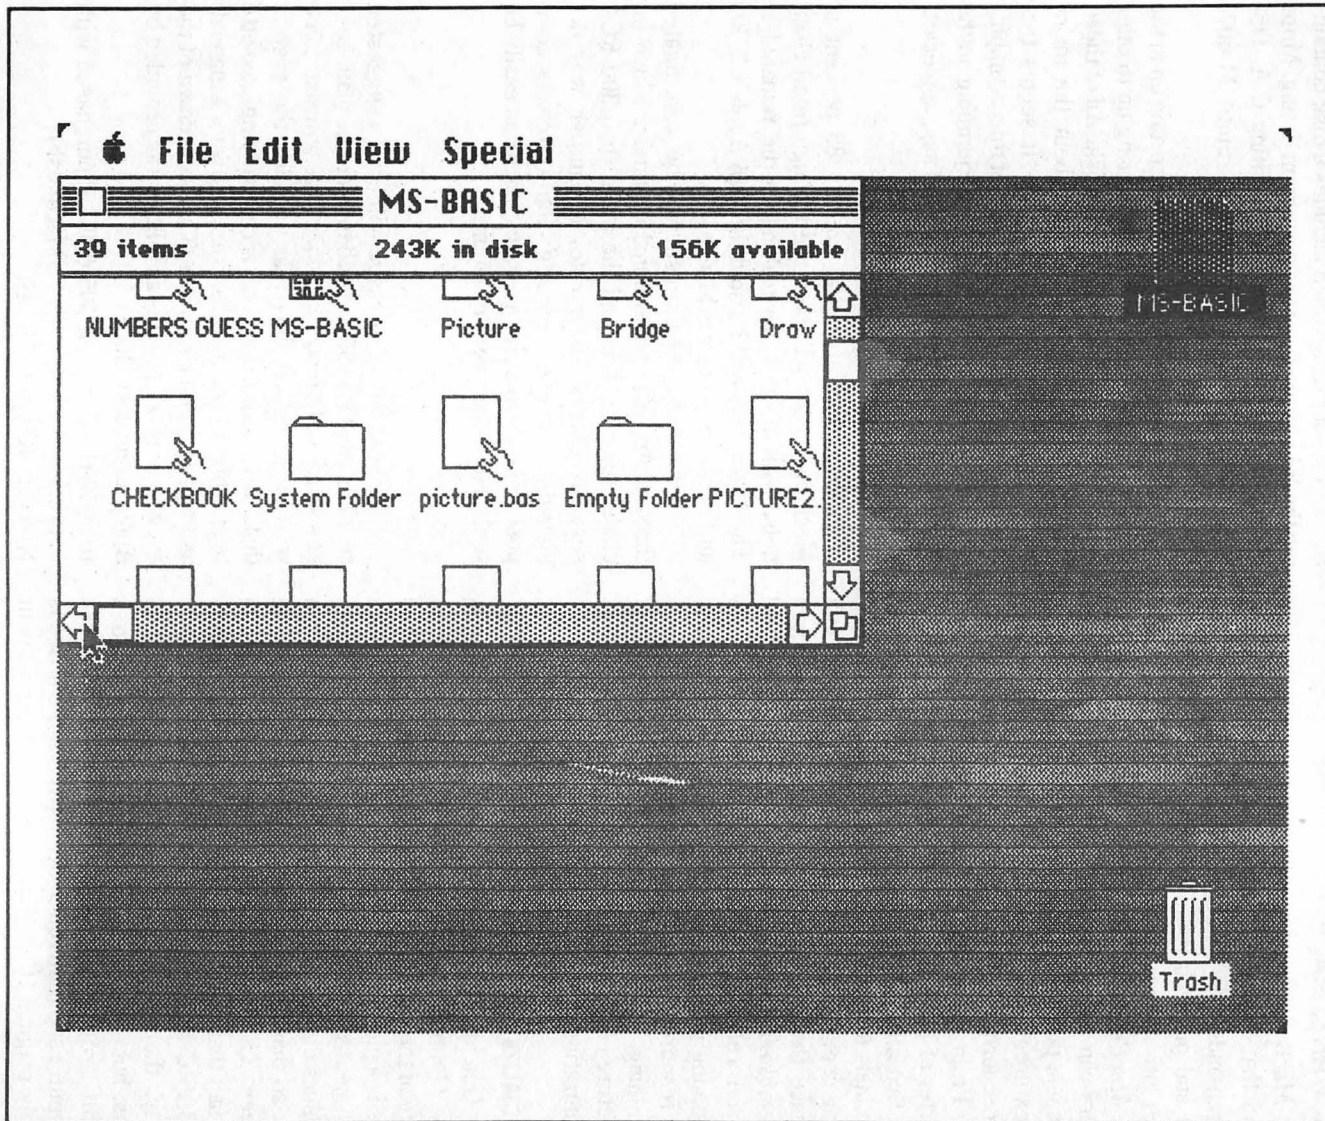 File Edit View Special
MS-BASIC
39 items 243K in disk 156K available
NUMBERS GUESS MS-BASIC Picture Bridge Draw
MS-BASIC
CHECKBOOK System Folder picture.bas Empty Folder PICTURE2.
Trash